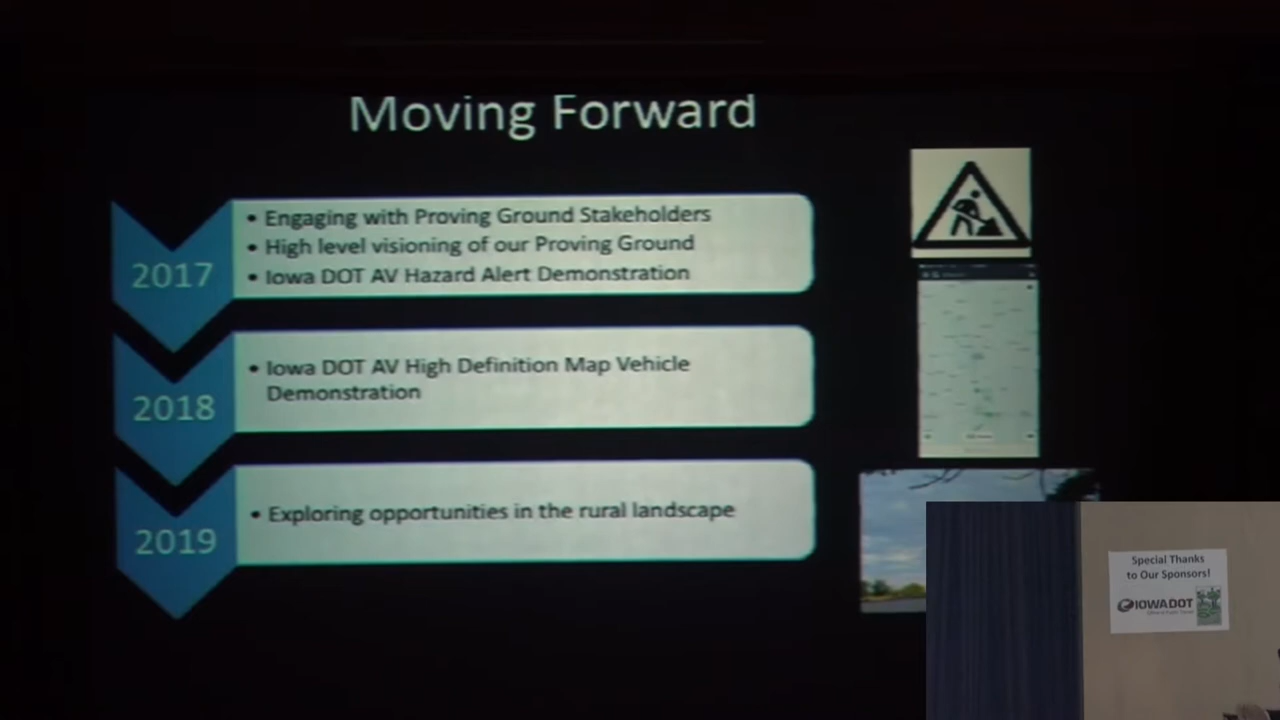 Moving Forward
2017
• Engaging with Proving Ground Stakeholders
• High level visioning of our Proving Ground
• Iowa DOT AV Hazard Alert Demonstration
2018
• Iowa DOT AV High Definition Map Vehicle
Demonstration
2019
• Exploring opportunities in the rural landscape
Special Thanks
to Our Sponsors!
IOWADOT